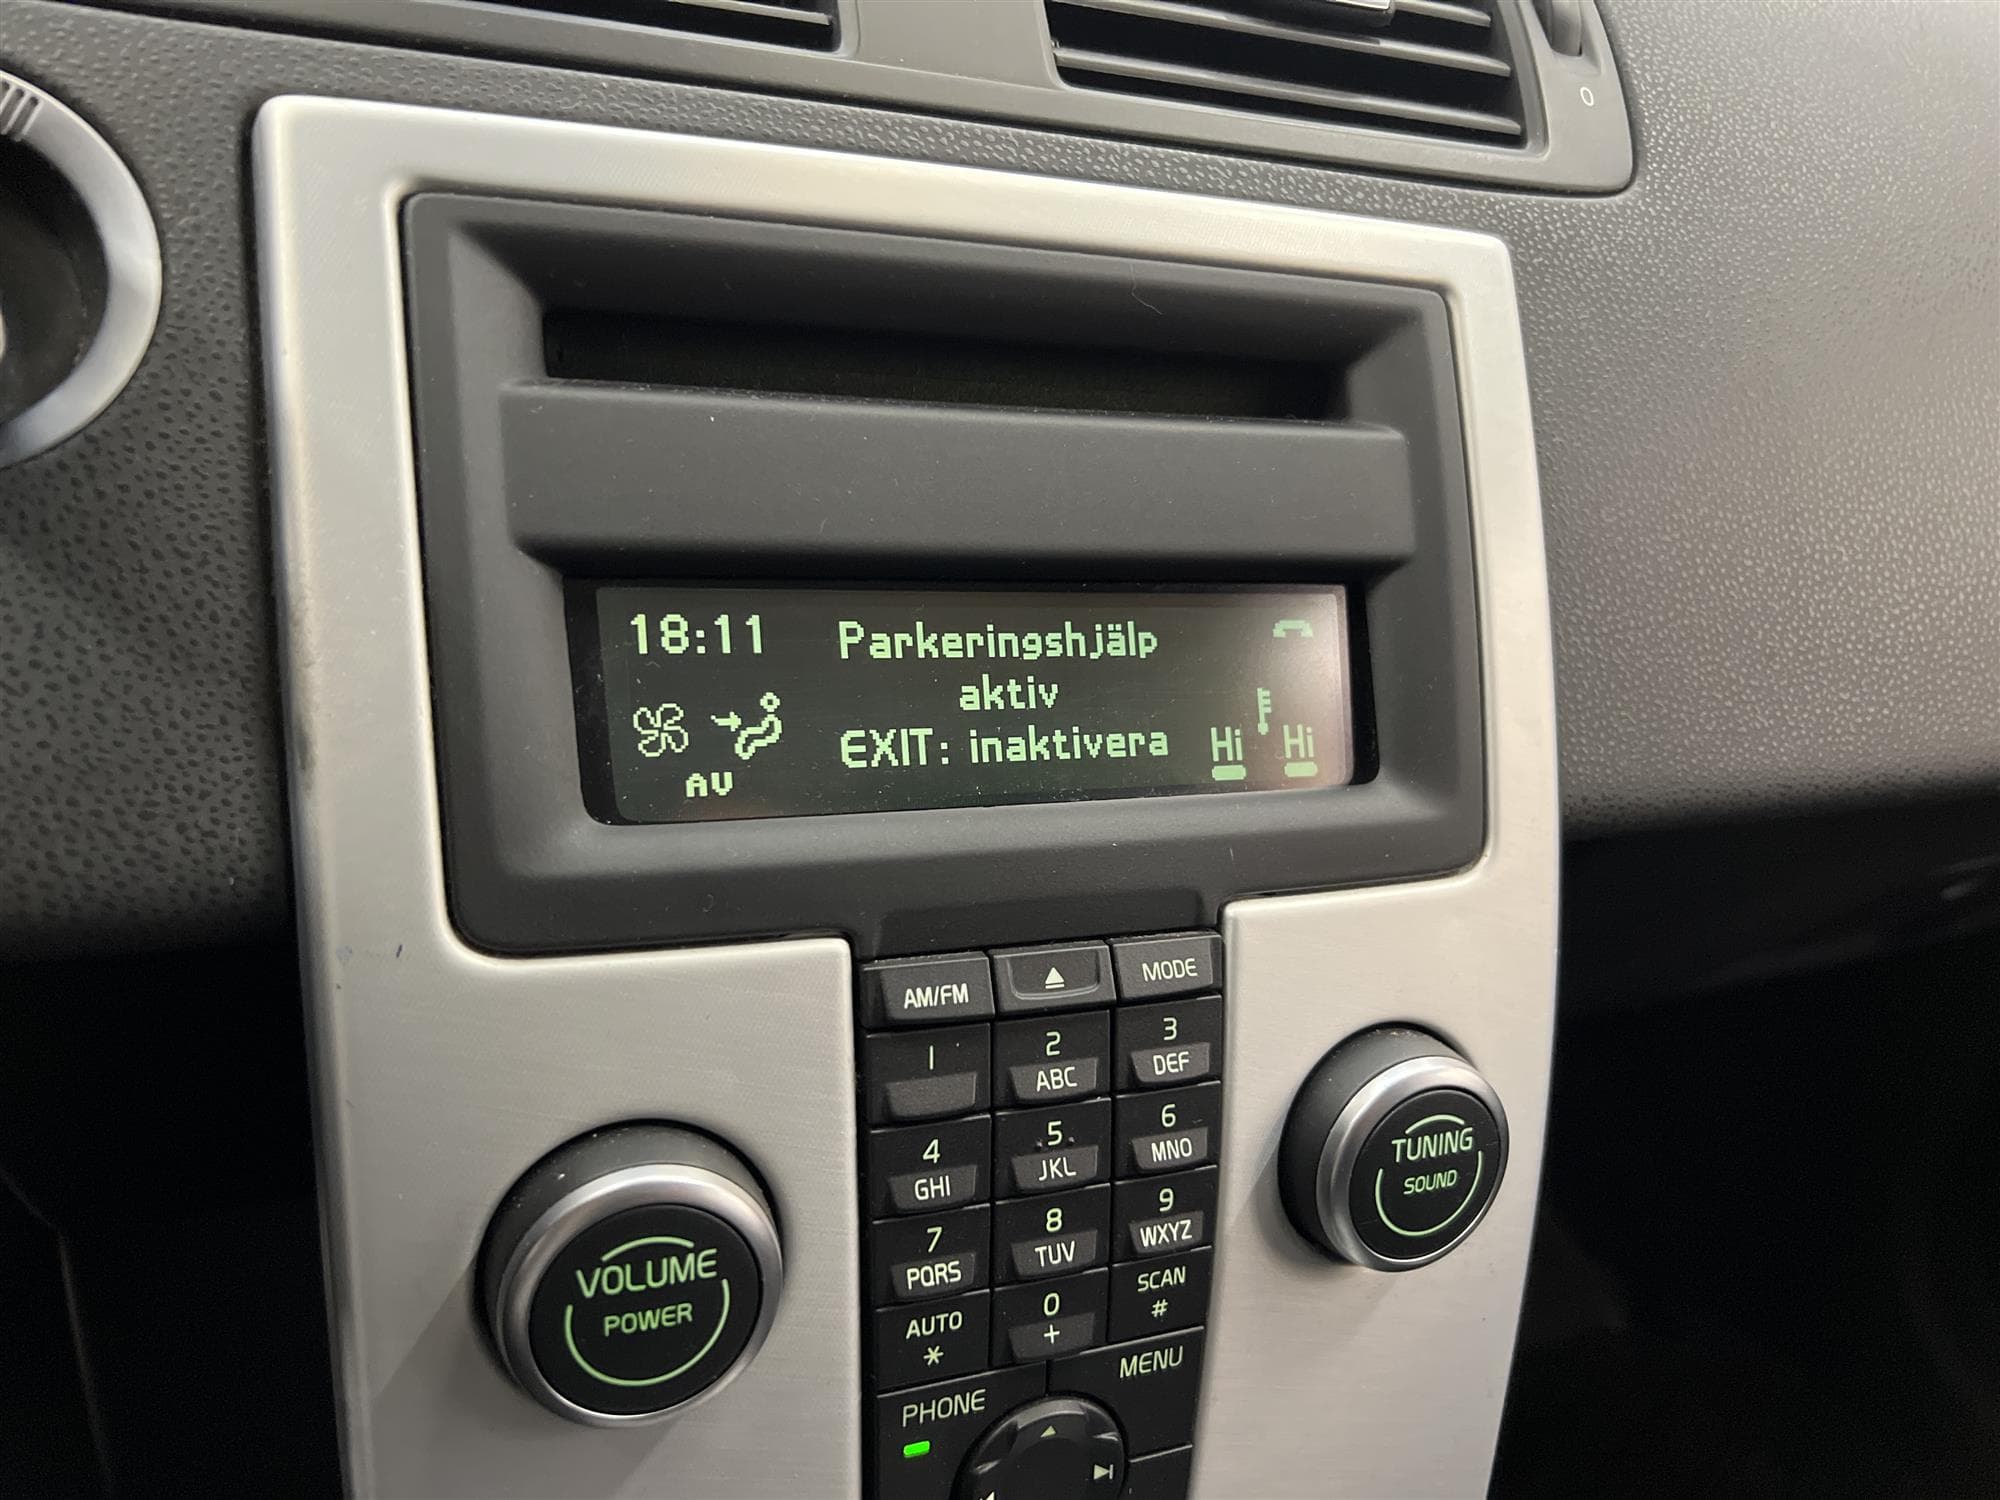 0
18:11
Parkeringshjälp
aktiv
EXIT: inaktivera
AV
Hi Hi
AM/FM
MODE
1
2
ABC
3
DEF
4
GHI
5
JKL
6
MNO
7
PQRS
8
TUV
9
WXYZ
AUTO
*
0
+
SCAN
#
PHONE
MENU
VOLUME
POWER
TUNING
SOUND